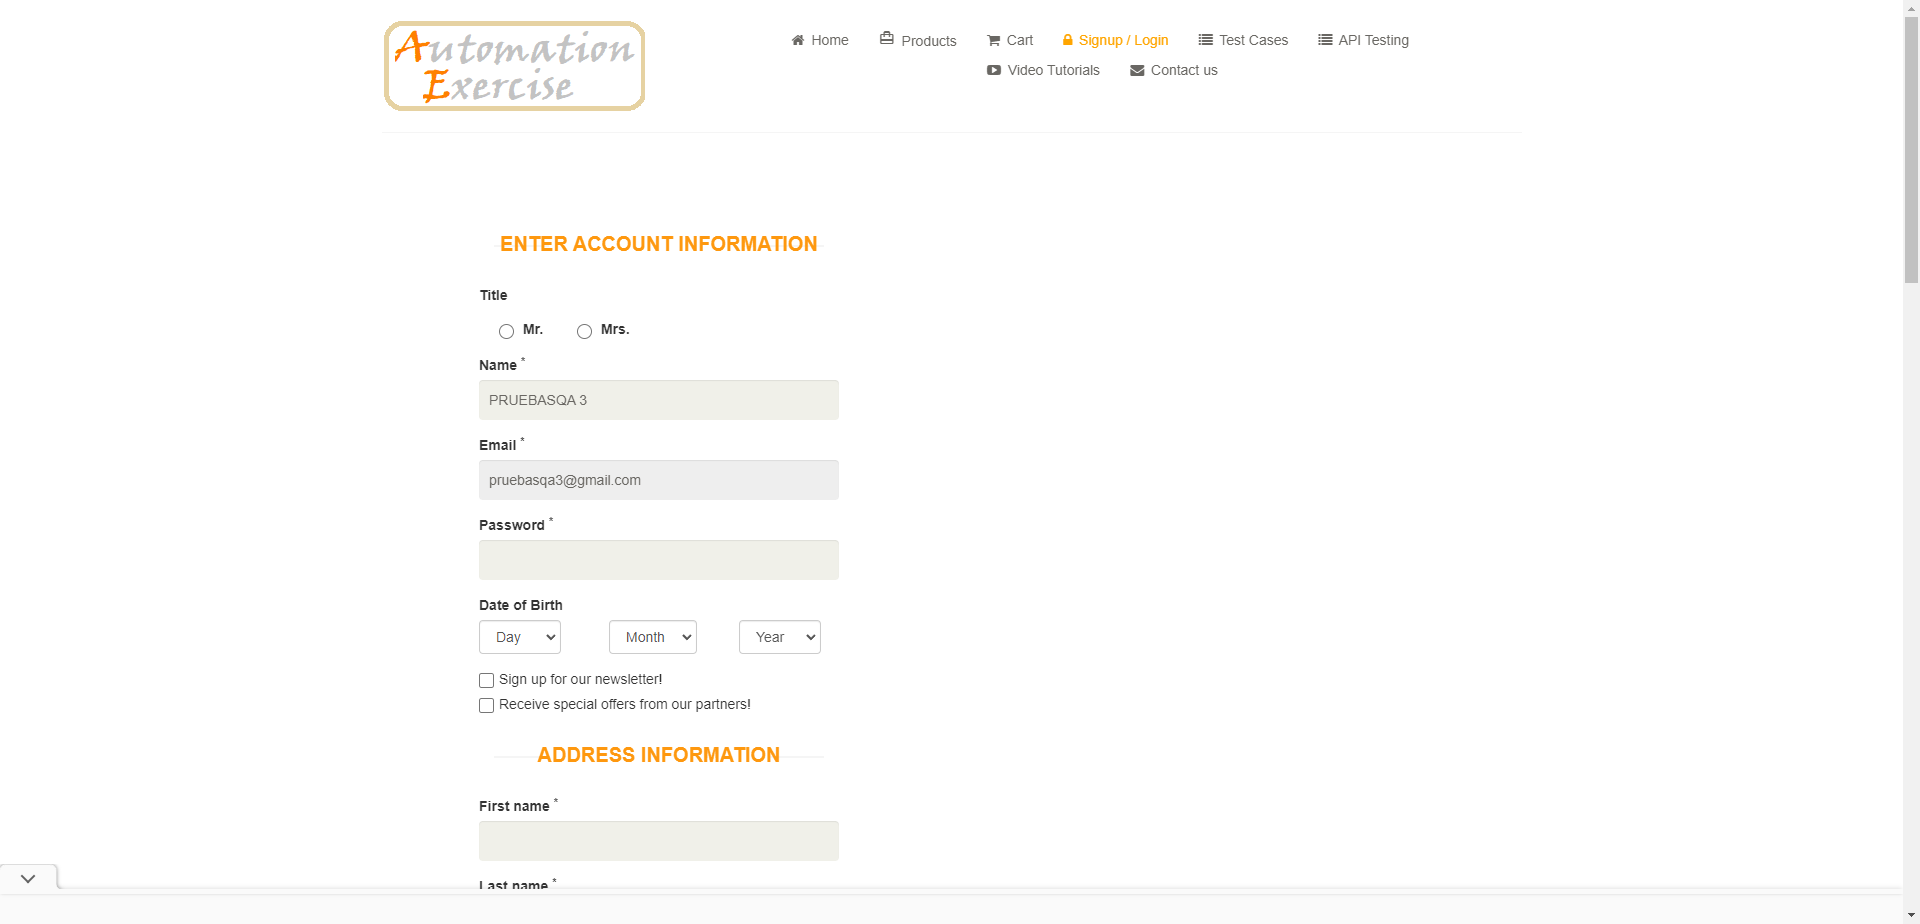 Automation
Exercise
Home
Products
Cart
Signup / Login
Test Cases
API Testing
Video Tutorials
Contact us
ENTER ACCOUNT INFORMATION
Title
Mr.
Mrs.
Name *
PRUEBASQA 3
Email *
pruebasqa3@gmail.com
Password *
Date of Birth
Day
Month
Year
Sign up for our newsletter!
Receive special offers from our partners!
ADDRESS INFORMATION
First name *
Last name *